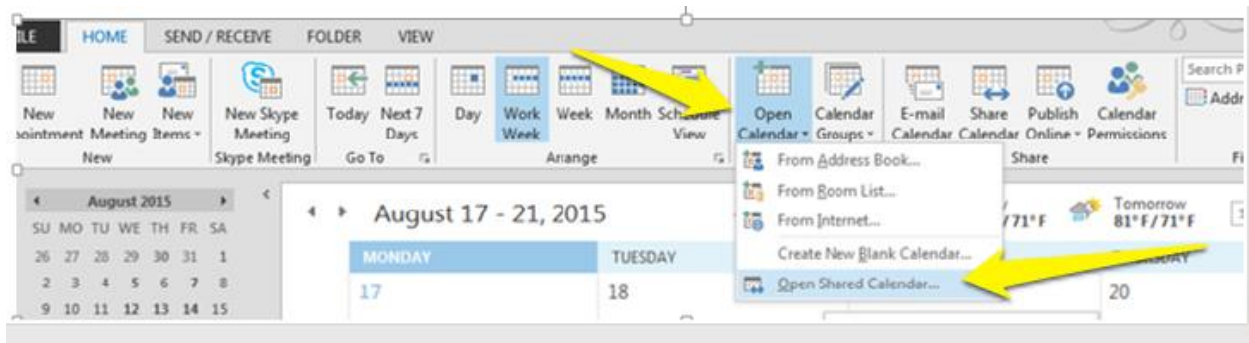 ILE HOME SEND / RECEIVE FOLDER VIEW
New New New New Skype Today Next 7 Day Work Week Month Schedule Open Calendar E-mail Share Publish Calendar Search P
ointment Meeting Items Meeting Days Week View Calendar Groups Calendar Calendar Online Permissions Addr
New Skype Meeting Go To Arrange Share Fi
From Address Book...
From Room List...
From Internet...
Create New Blank Calendar...
Open Shared Calendar...
August 2015
SU MO TU WE TH FR SA
26 27 28 29 30 31 1
2 3 4 5 6 7 8
9 10 11 12 13 14 15
August 17 - 21, 2015
/71°F Tomorrow
81°F/71°F
MONDAY TUESDAY
17 18 20